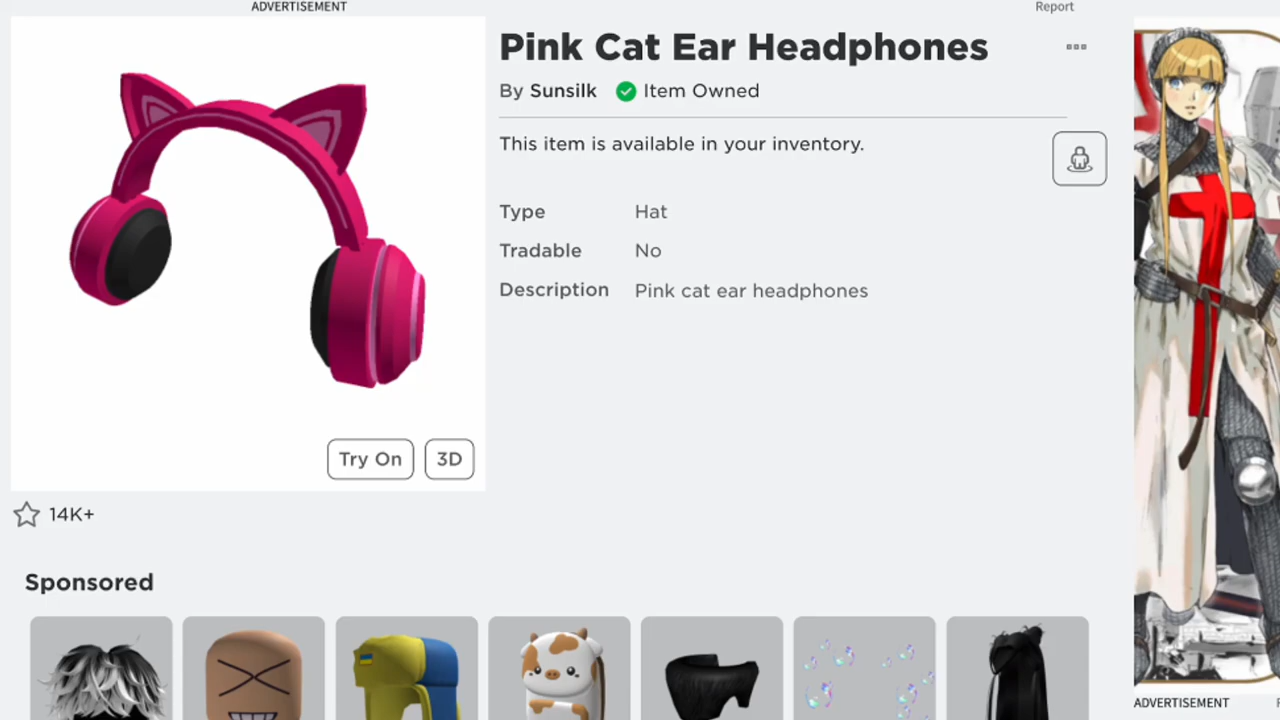 ADVERTISEMENT
Report
Pink Cat Ear Headphones
By Sunsilk Item Owned
This item is available in your inventory.
Type Hat
Tradable No
Description Pink cat ear headphones
Try On 3D
14K+
Sponsored
ADVERTISEMENT